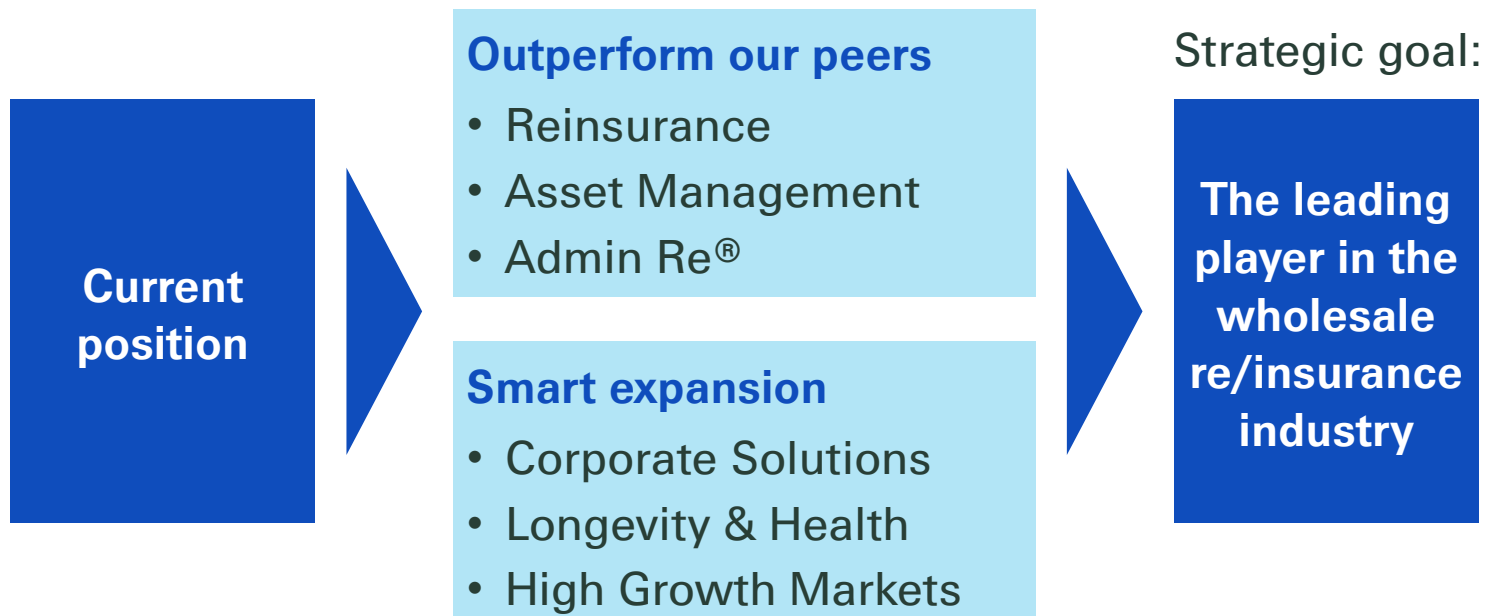 Current
position
Outperform our peers
• Reinsurance
• Asset Management
• Admin Re®
Smart expansion
• Corporate Solutions
• Longevity & Health
• High Growth Markets
Strategic goal:
The leading
player in the
wholesale
re/insurance
industry